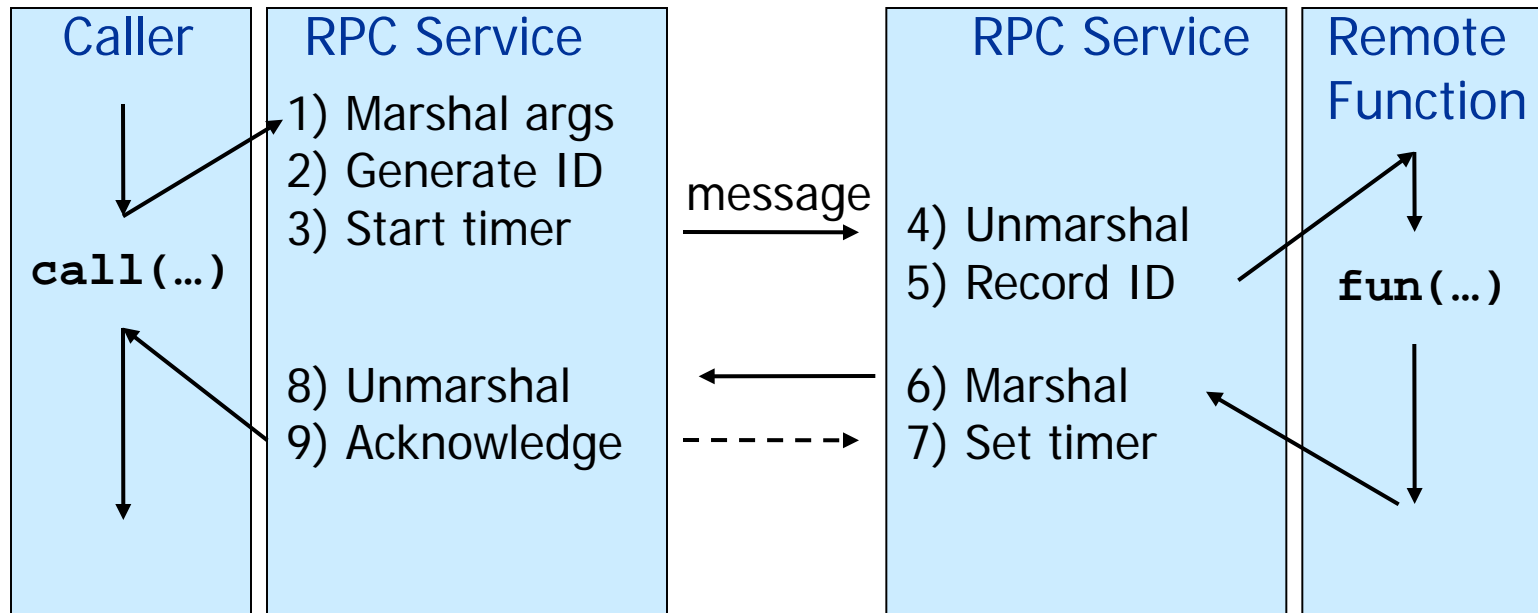 Caller
RPC Service
1) Marshal args
2) Generate ID
3) Start timer
call(…)
8) Unmarshal
9) Acknowledge
message
RPC Service
4) Unmarshal
5) Record ID
6) Marshal
7) Set timer
Remote
Function
fun(…)